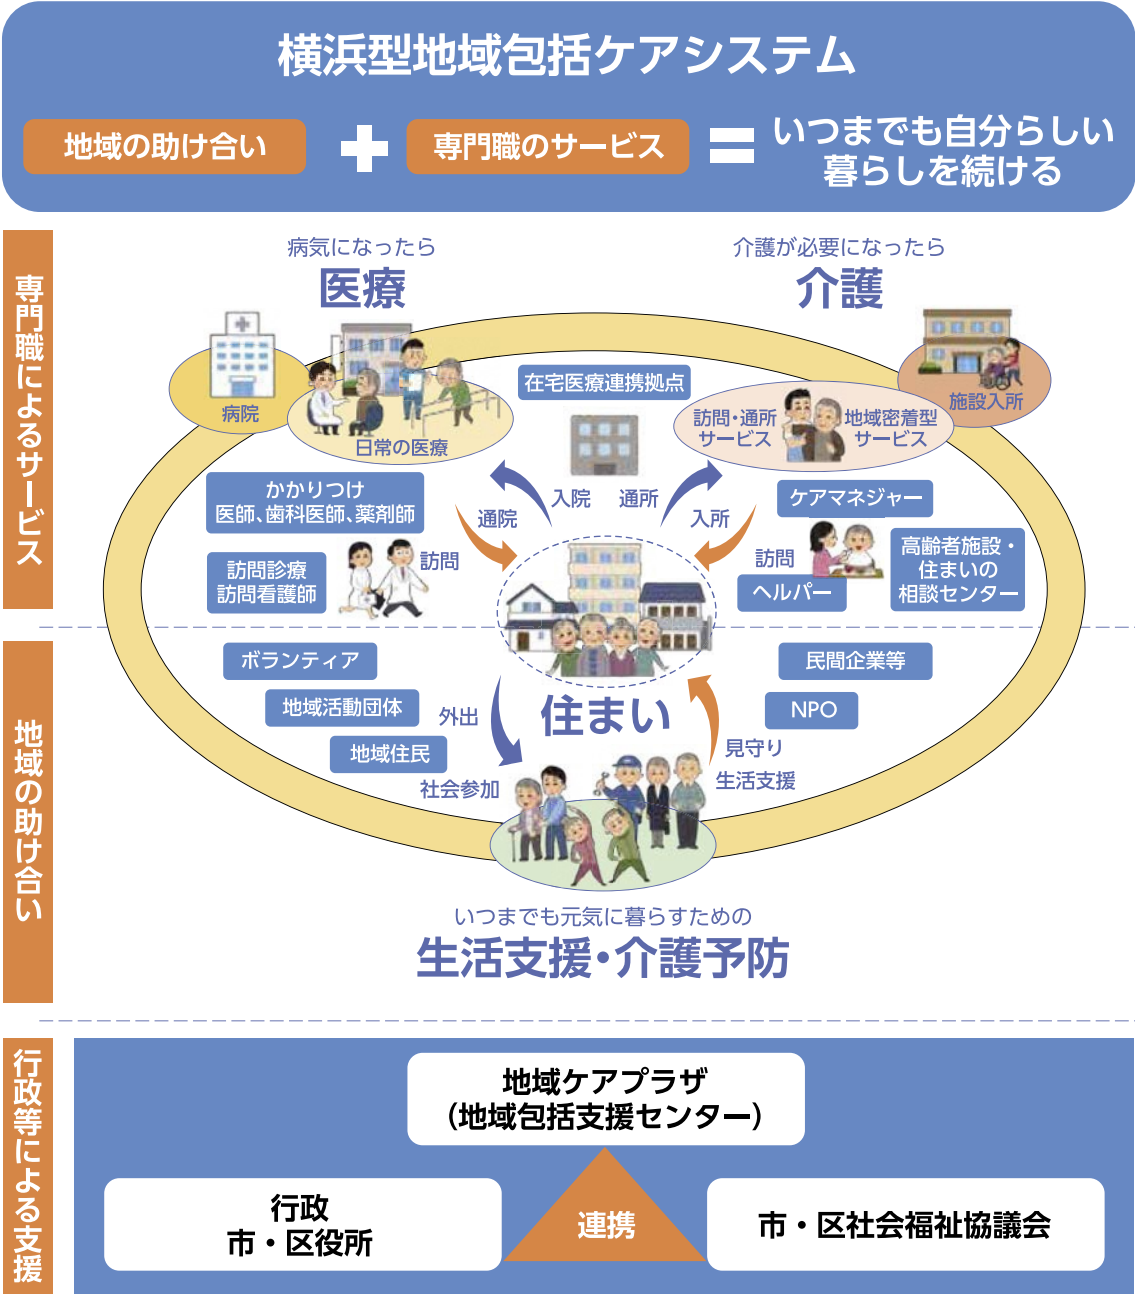 横浜型地域包括ケアシステム
地域の助け合い
専門職のサービス
いつまでも自分らしい
暮らしを続ける
専門職によるサービス
病気になったら
医療
介護が必要になったら
介護
病院
日常の医療
在宅医療連携拠点
訪問・通所
サービス
地域密着型
サービス
施設入所
かかりつけ
医師、歯科医師、薬剤師
通院
入院
通所
入所
ケアマネジャー
訪問診療
訪問看護師
訪問
訪問
ヘルパー
高齢者施設・
住まいの
相談センター
地域の助け合い
ボランティア
地域活動団体
地域住民
外出
社会参加
住まい
民間企業等
NPO
見守り
生活支援
いつまでも元気に暮らすための
生活支援・介護予防
行政等による支援
地域ケアプラザ
（地域包括支援センター）
行政
市・区役所
連携
市・区社会福祉協議会